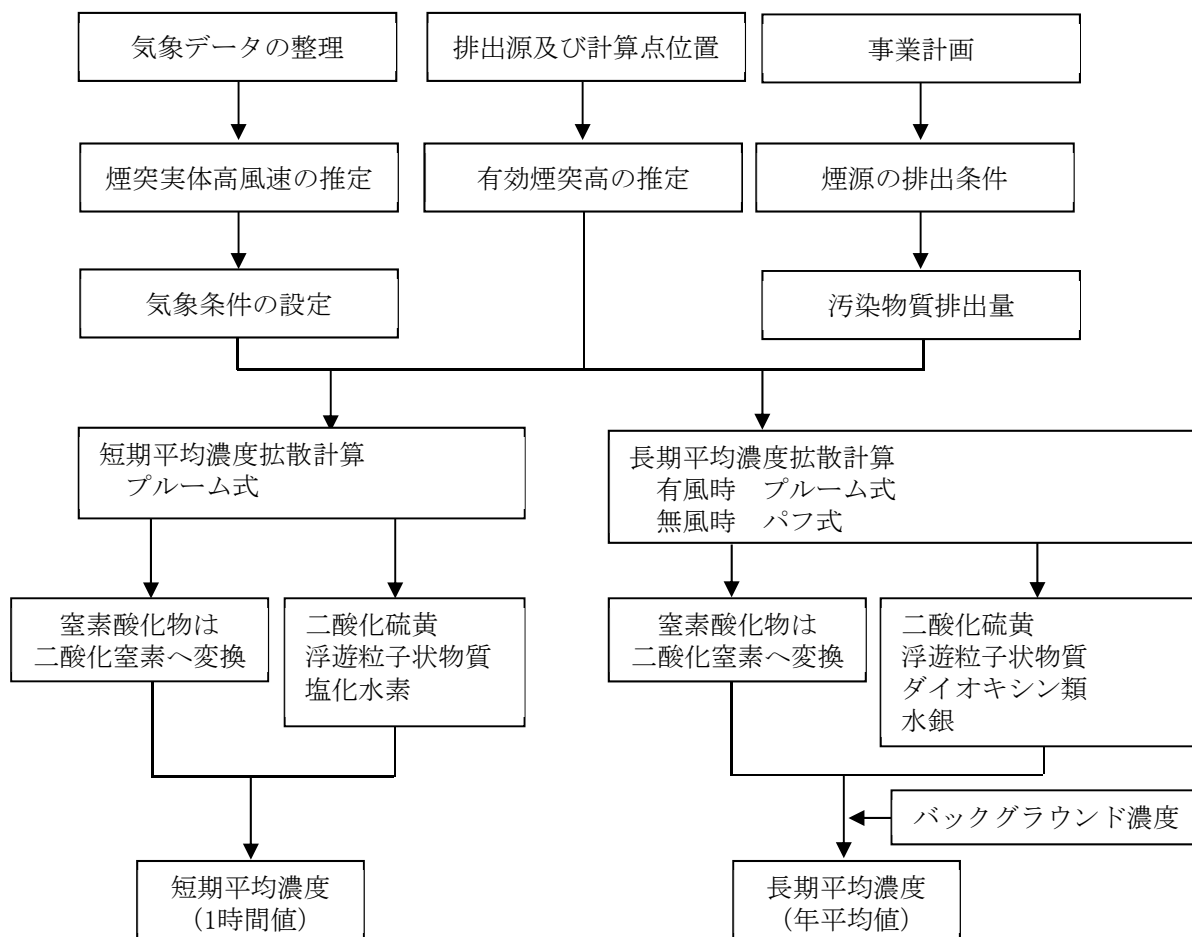 気象データの整理
排出源及び計算点位置
事業計画
煙突実体高風速の推定
有効煙突高の推定
煙源の排出条件
気象条件の設定
汚染物質排出量
短期平均濃度拡散計算
プルーム式
長期平均濃度拡散計算
有風時　プルーム式
無風時　パフ式
窒素酸化物は
二酸化窒素へ変換
二酸化硫黄
浮遊粒子状物質
塩化水素
窒素酸化物は
二酸化窒素へ変換
二酸化硫黄
浮遊粒子状物質
ダイオキシン類
水銀
バックグラウンド濃度
短期平均濃度
（1時間値）
長期平均濃度
（年平均値）